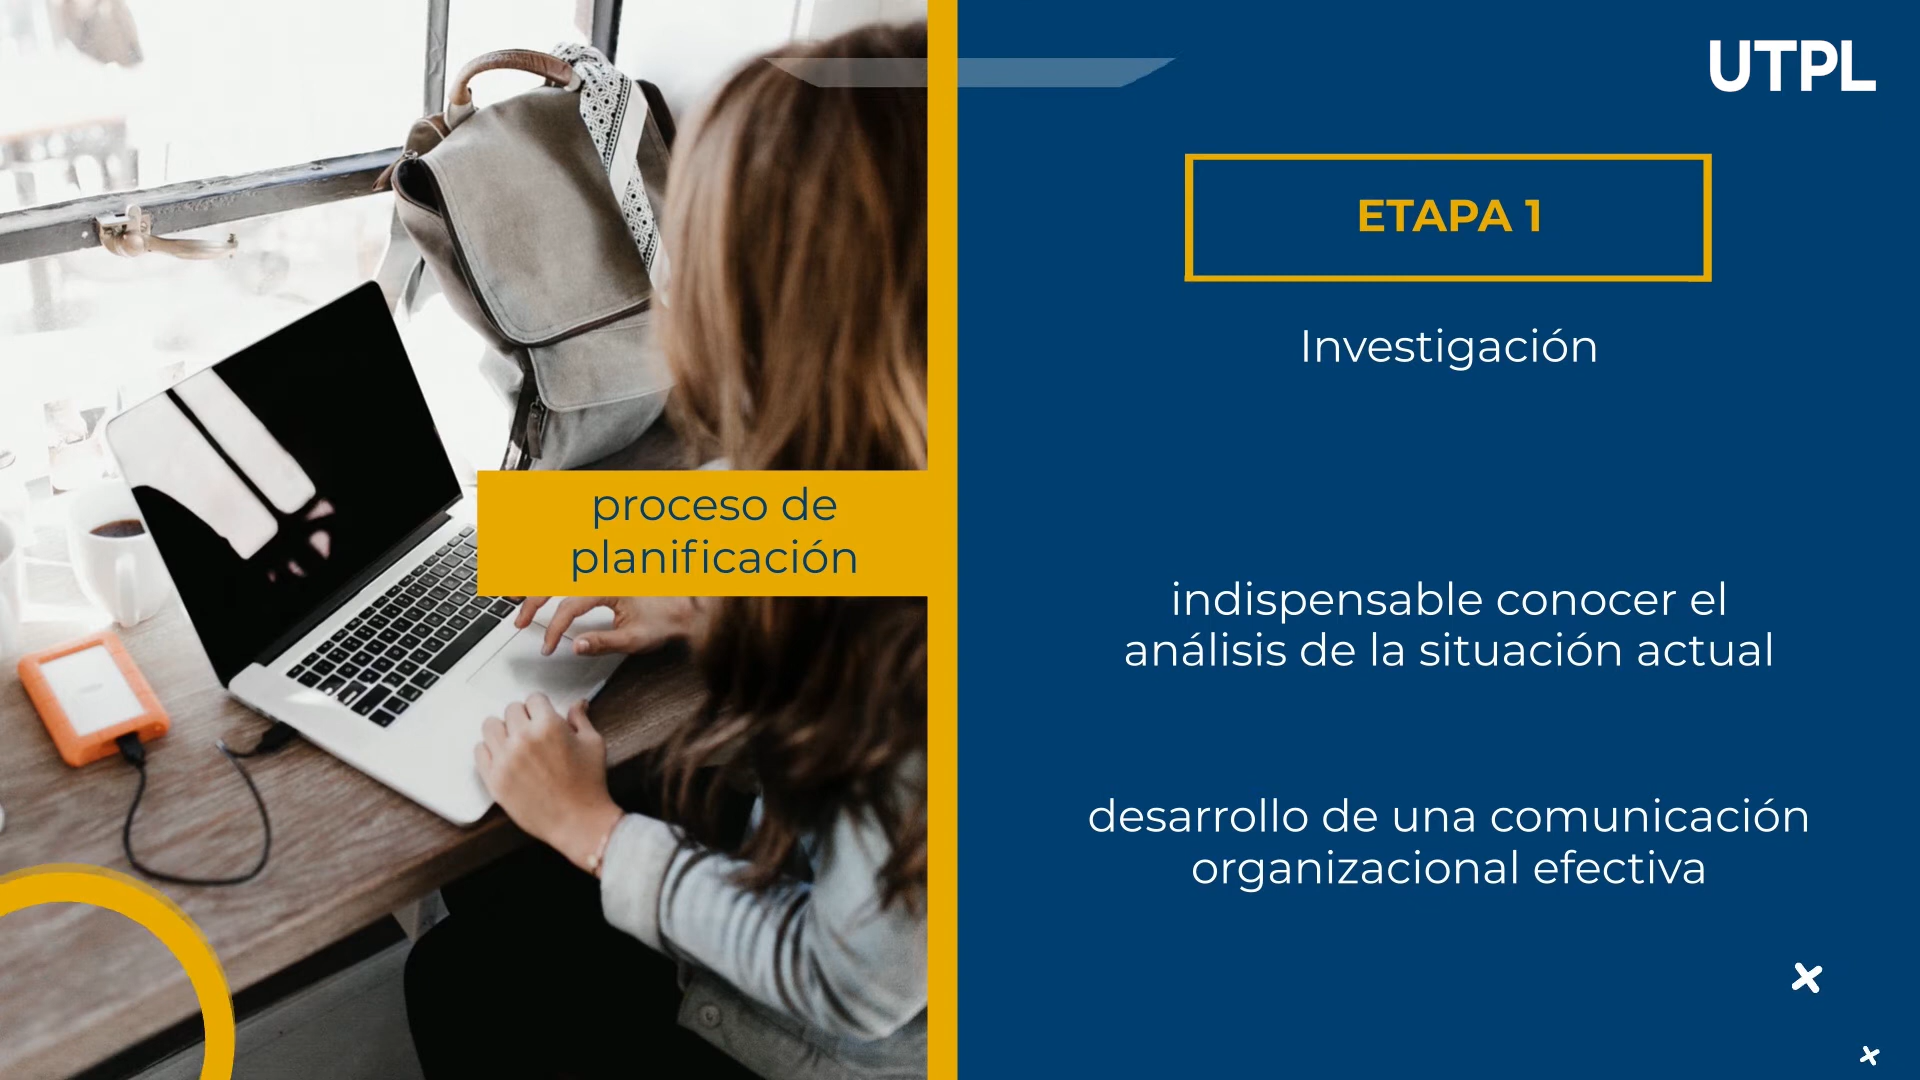 UTPL
ETAPA 1
Investigación
proceso de
planificación
indispensable conocer el
análisis de la situación actual
desarrollo de una comunicación
organizacional efectiva